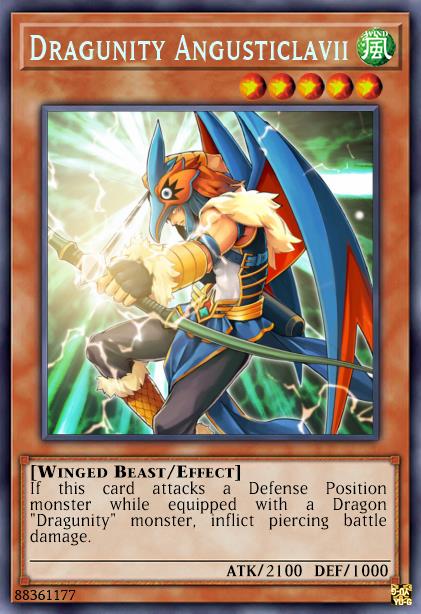 Dragunity Angusticlavii
WIND
風
[Winged Beast/Effect]
If this card attacks a Defense Position
monster while equipped with a Dragon
"Dragunity" monster, inflict piercing battle
damage.
ATK/2100 DEF/1000
88361177